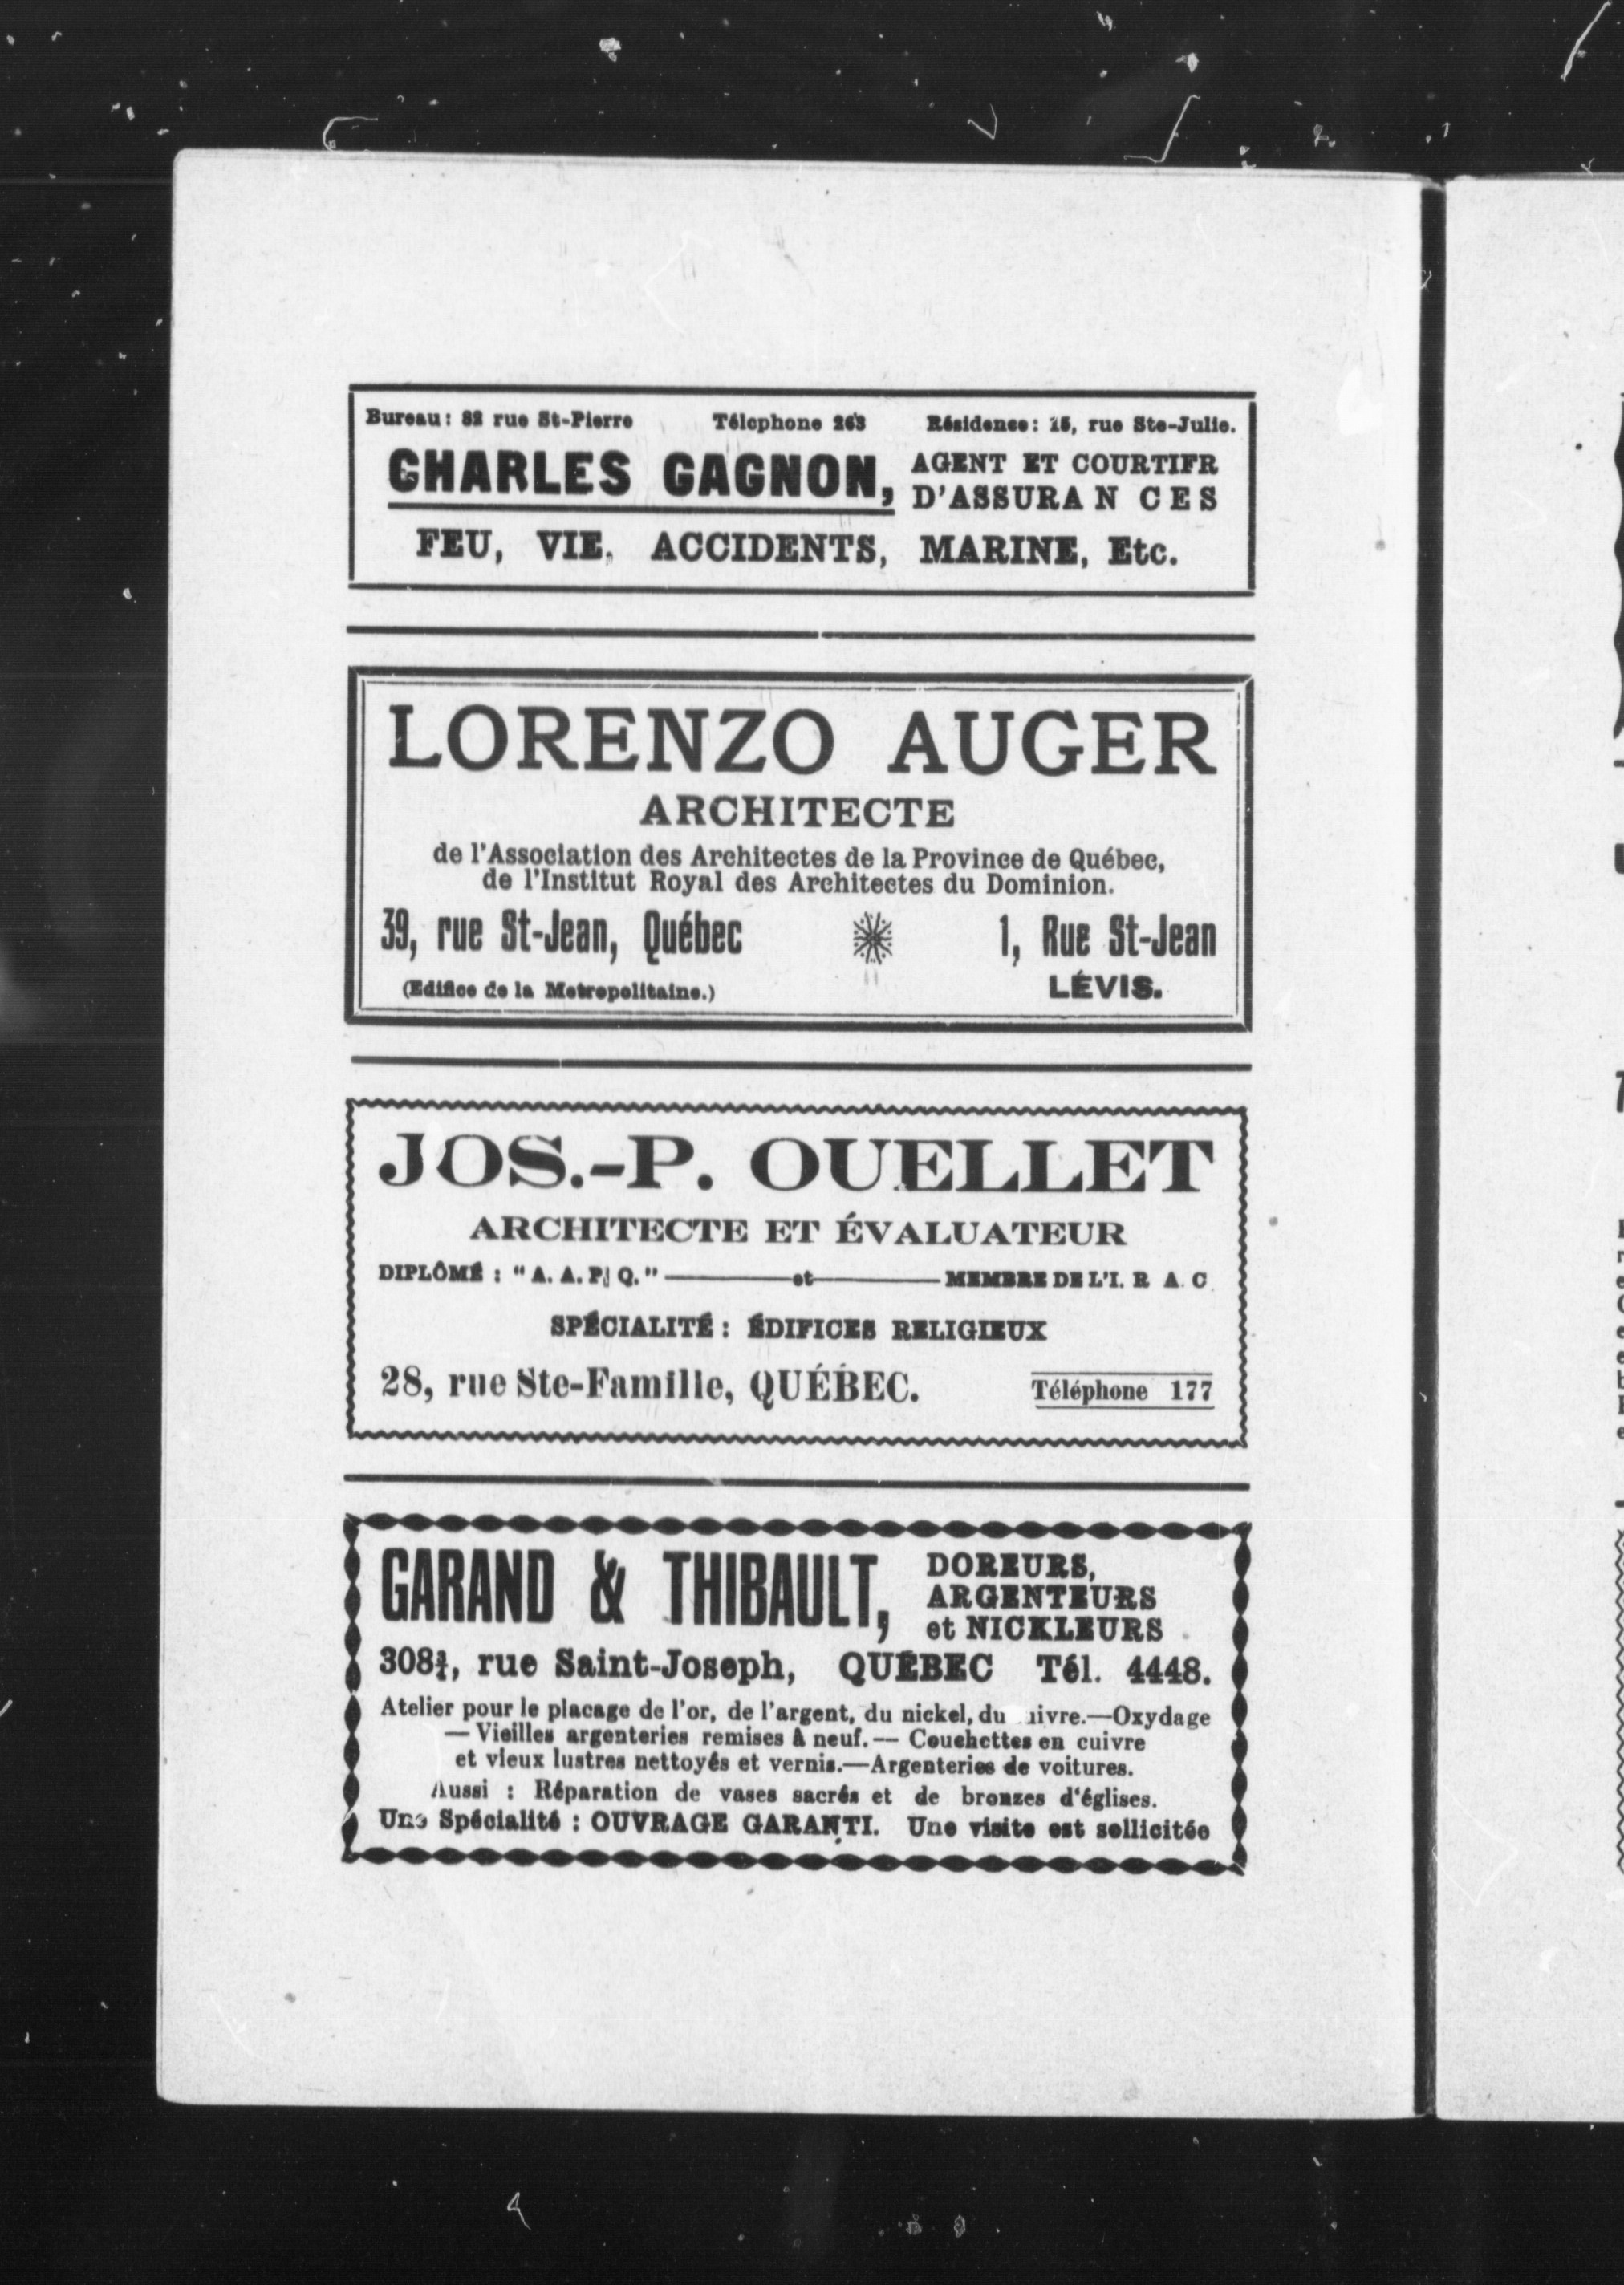 Bureau: 82 rue St-Pierre Télephone 263 Résidence: 15, rue Ste-Julie.
CHARLES GAGNON, AGENT ET COURTIER
D'ASSURANCES
FEU, VIE, ACCIDENTS, MARINE, Etc.
LORENZO AUGER
ARCHITECTE
de l'Association des Architectes de la Province de Québec,
de l'Institut Royal des Architectes du Dominion.
39, rue St-Jean, Québec 1, Rue St-Jean
(Edifice de la Metropolitaine.) LÉVIS.
JOS.-P. OUELLET
ARCHITECTE ET ÉVALUATEUR
DIPLÔMÉ : "A. A. P. Q." — et — MEMBRE DE L'I. R A. C.
SPÉCIALITÉ : ÉDIFICES RELIGIEUX
28, rue Ste-Famille, QUÉBEC. Téléphone 177
GARAND & THIBAULT, DOREURS,
ARGENTEURS
et NICKLEURS
308¾, rue Saint-Joseph, QUÉBEC Tél. 4448.
Atelier pour le placage de l'or, de l'argent, du nickel, du uivre.—Oxydage
— Vieilles argenteries remises à neuf.— Couchettes en cuivre
et vieux lustres nettoyés et vernis.—Argenteries de voitures.
Aussi : Réparation de vases sacrés et de bronzes d'églises.
Une Spécialité : OUVRAGE GARANTI. Une visite est sollicitée